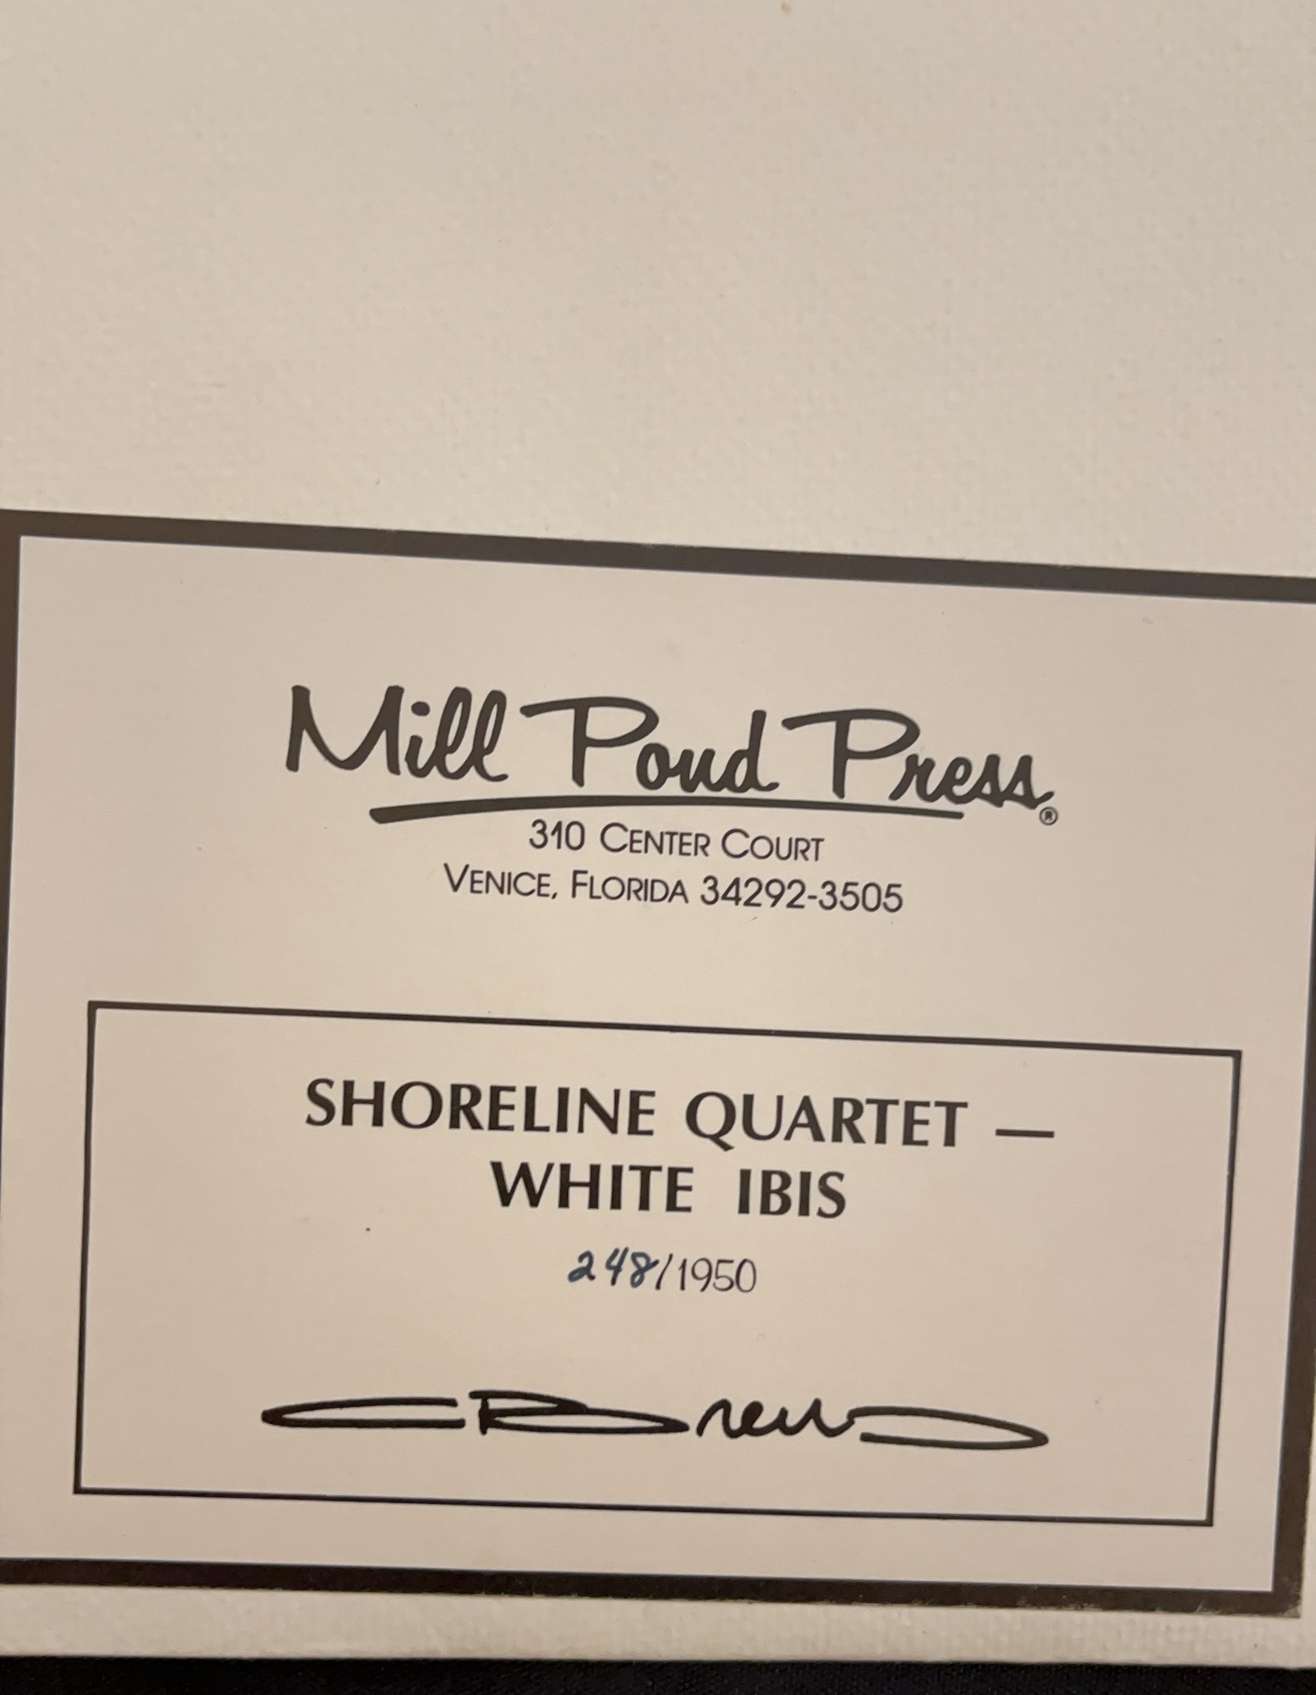 Mill Pond Press®
310 CENTER COURT
VENICE, FLORIDA 34292-3505
SHORELINE QUARTET —
WHITE IBIS
248/1950